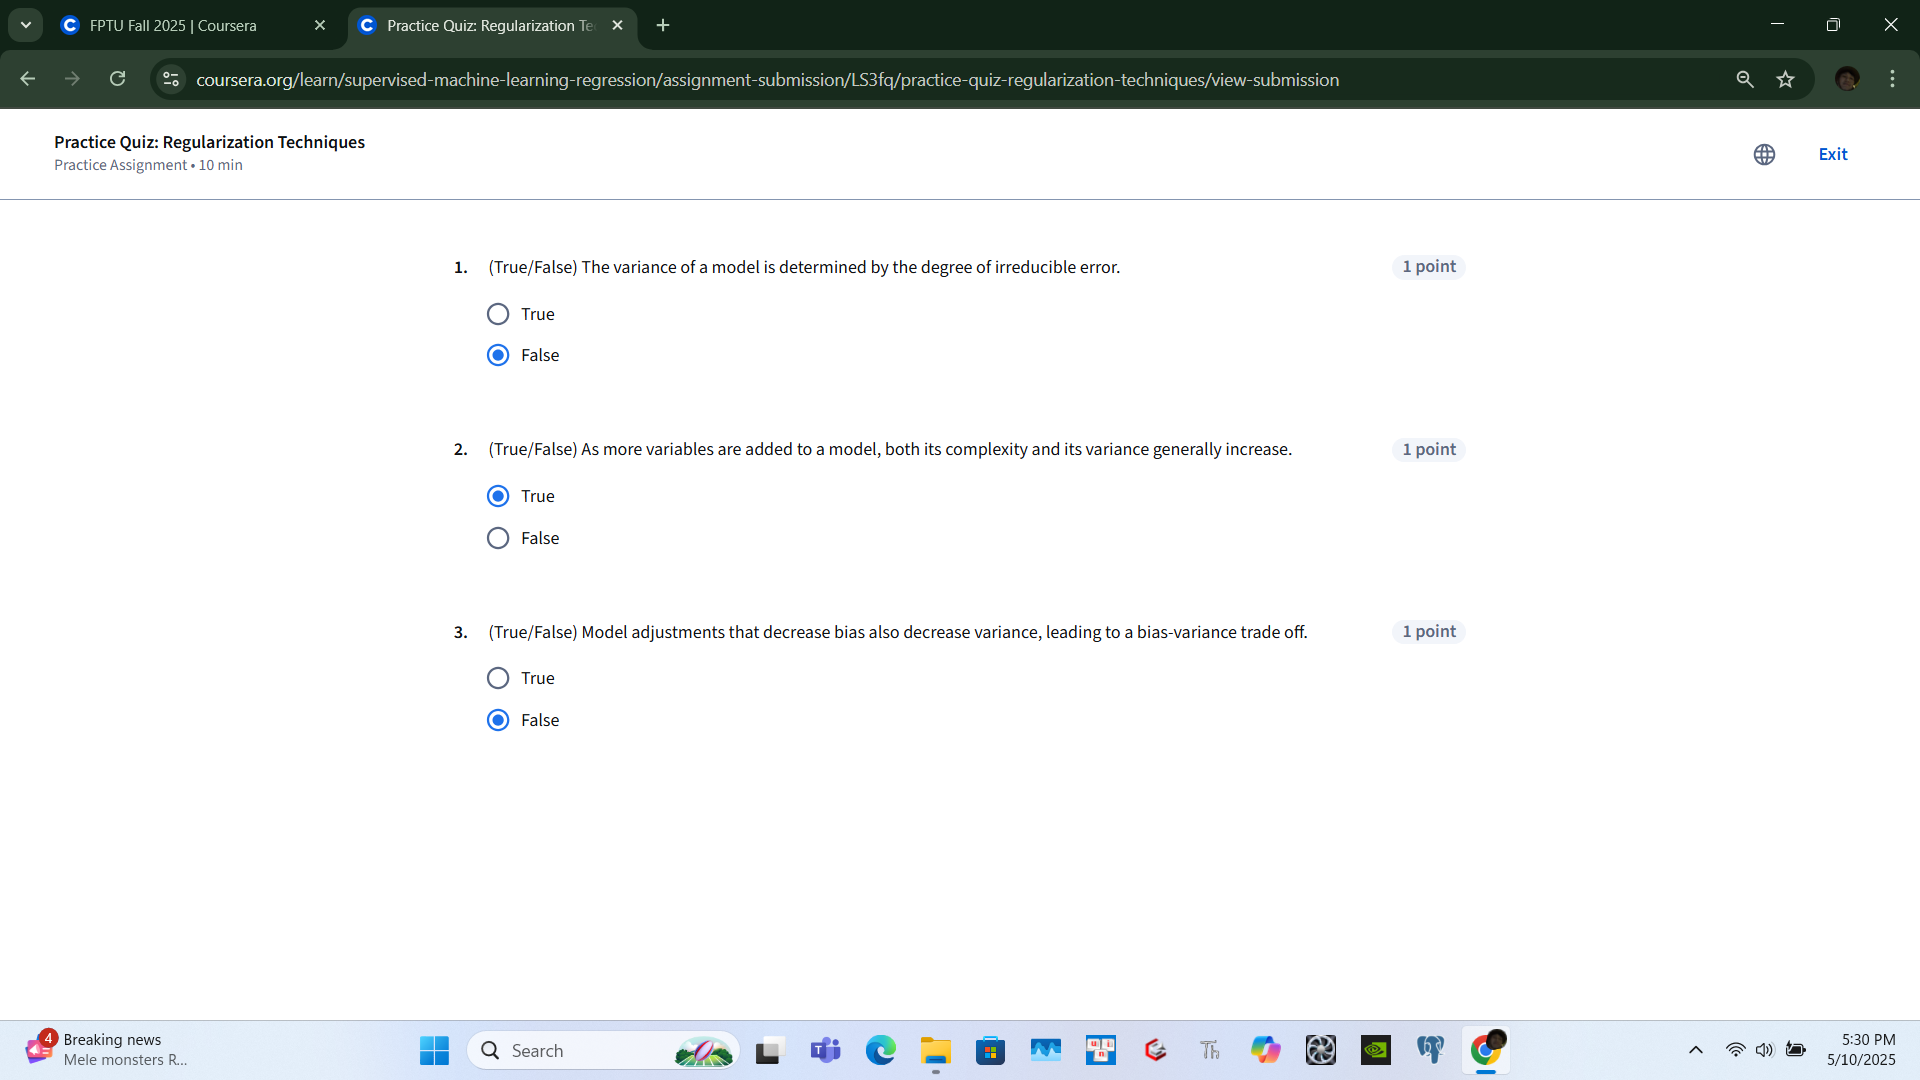 FPTU Fall 2025 | Coursera
Practice Quiz: Regularization Te
coursera.org/learn/supervised-machine-learning-regression/assignment-submission/LS3fq/practice-quiz-regularization-techniques/view-submission
Practice Quiz: Regularization Techniques
Practice Assignment • 10 min
Exit
1. (True/False) The variance of a model is determined by the degree of irreducible error. 1 point
True
False
2. (True/False) As more variables are added to a model, both its complexity and its variance generally increase. 1 point
True
False
3. (True/False) Model adjustments that decrease bias also decrease variance, leading to a bias-variance trade off. 1 point
True
False
4
Breaking news
Mele monsters R...
Search
Th
5:30 PM
5/10/2025